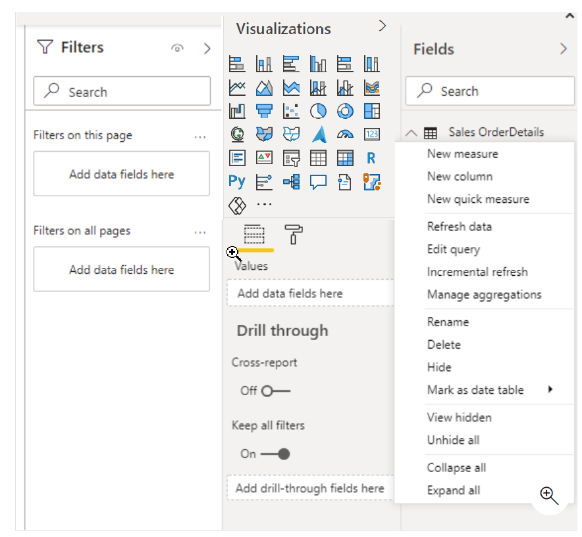 Filters
Search
Filters on this page
...
Add data fields here
Filters on all pages
...
Add data fields here
Visualizations
123
R
Py
...
Values
Add data fields here
Drill through
Cross-report
Off
Keep all filters
On
Add drill-through fields here
Fields
Search
Sales OrderDetails
New measure
New column
New quick measure
Refresh data
Edit query
Incremental refresh
Manage aggregations
Rename
Delete
Hide
Mark as date table
View hidden
Unhide all
Collapse all
Expand all